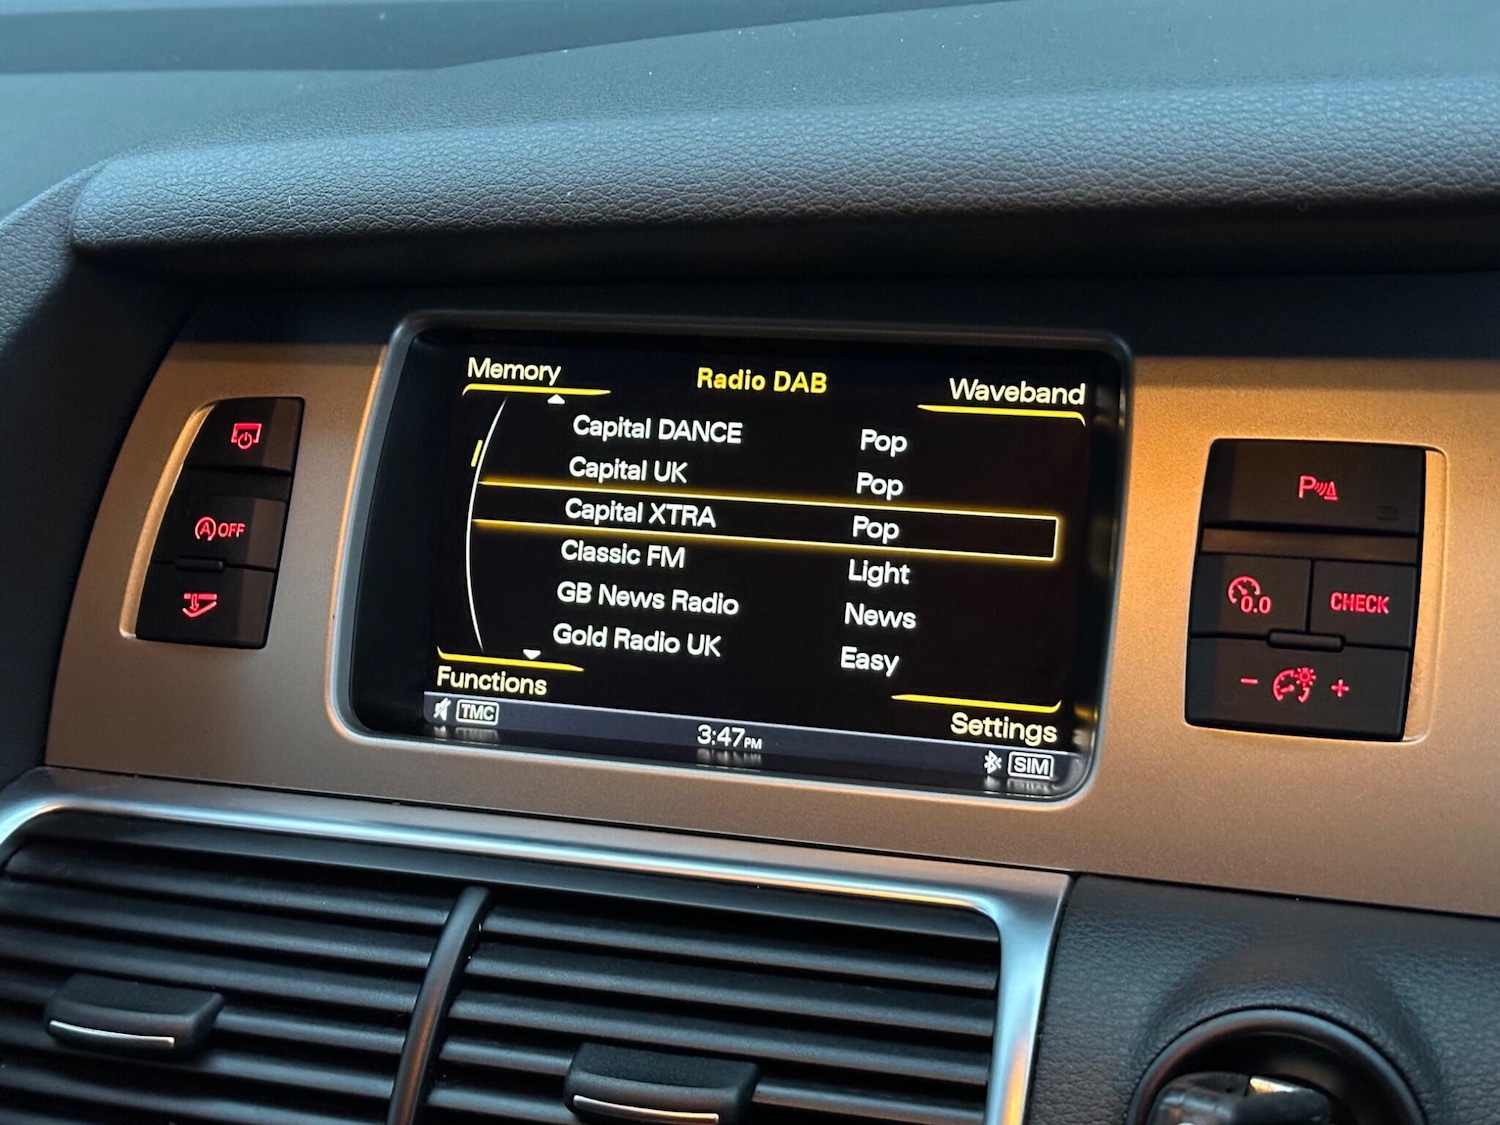 Memory Radio DAB Waveband
Capital DANCE Pop
Capital UK Pop
Capital XTRA Pop
Classic FM Light
GB News Radio News
Gold Radio UK Easy
Functions Settings
TMC 3:47PM SIM
A OFF
P
0.0 CHECK
- +